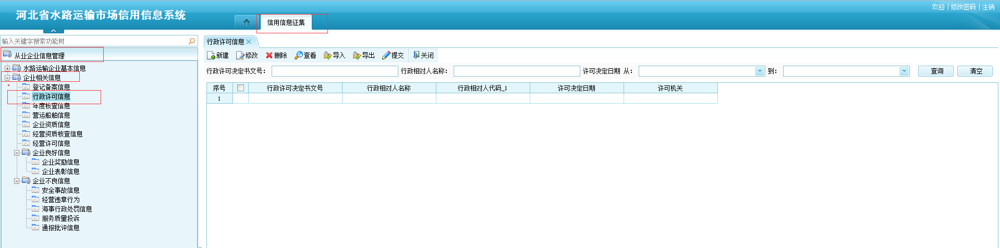 河北省水路运输市场信用信息系统
欢迎 | 修改密码 | 注销
信用信息征集
输入关键字搜索功能树
从业企业信息管理
水路运输企业基本信息
企业相关信息
登记备案信息
行政许可信息
年度核查信息
营运船舶信息
企业资质信息
经营资质核查信息
经营许可信息
企业良好信息
企业奖励信息
企业表彰信息
企业不良信息
安全事故信息
经营违章行为
海事行政处罚信息
服务质量投诉
通报批评信息
行政许可信息
新建 修改 删除 查看 导入 导出 提交 关闭
行政许可决定书文号： 行政相对人名称： 许可决定日期 从： 到： 查询 清空
序号 行政许可决定书文号 行政相对人名称 行政相对人代码_1 许可决定日期 许可机关
1